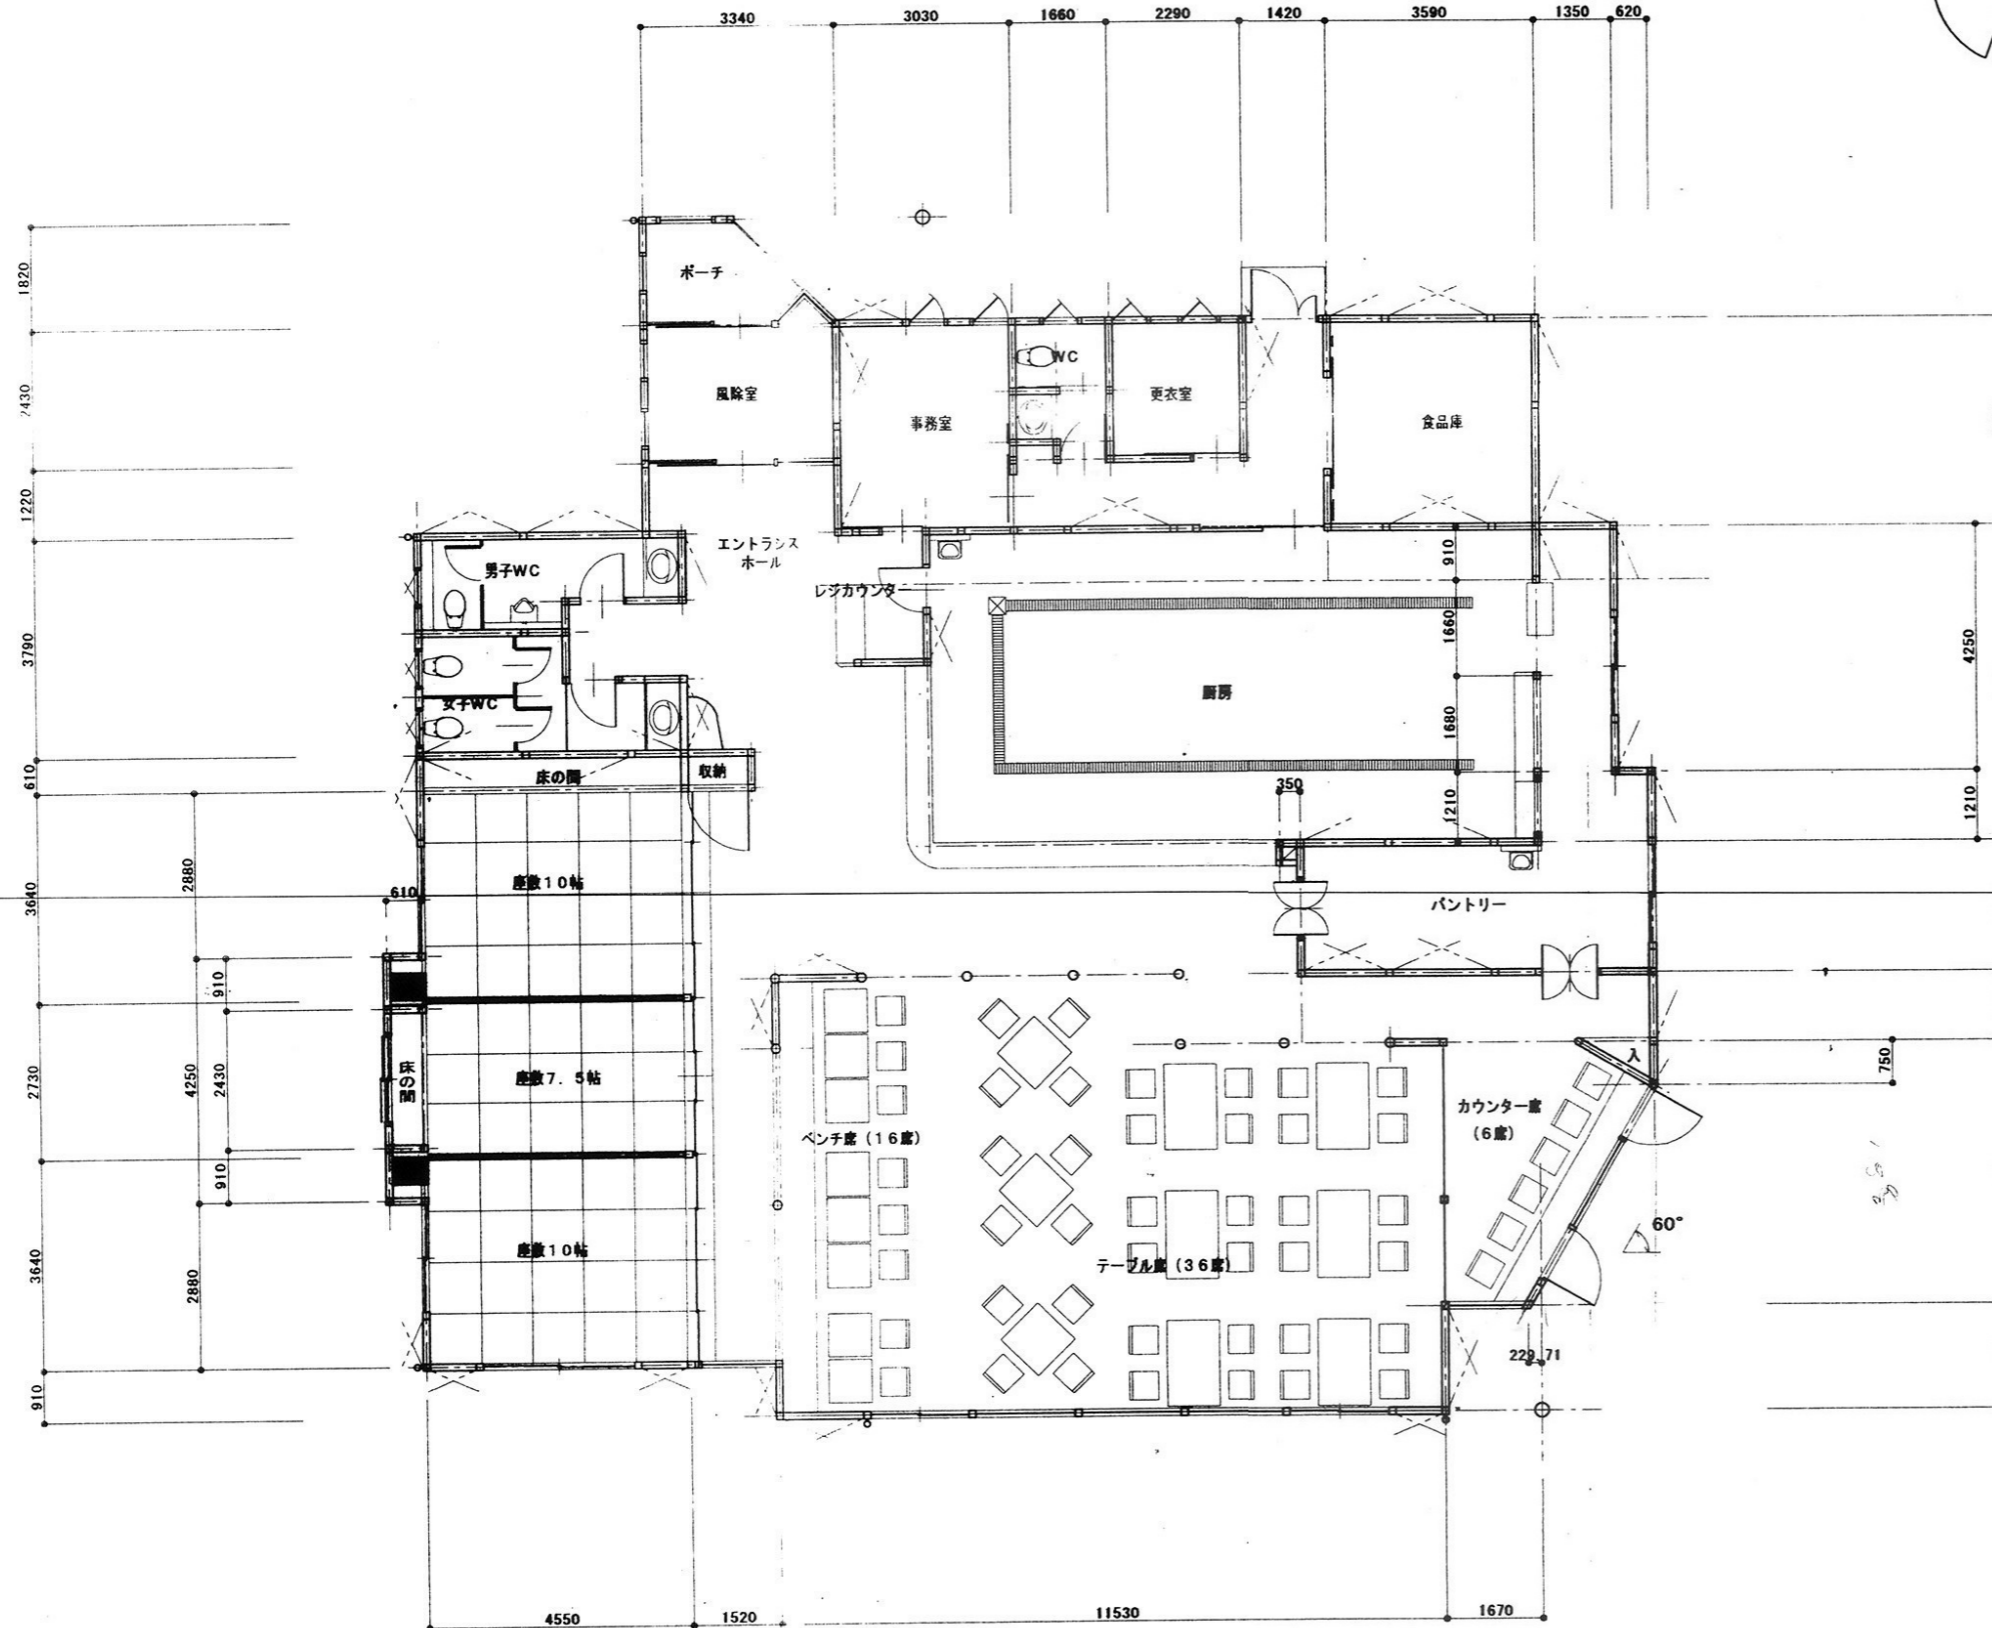 3340 3030 1660 2290 1420 3590 1350 620
1820
2430
1220
3790
610
3640
2730
3640
910
2880
4250
2880
910
2430
910
610
ポーチ
風除室
事務室
WC
更衣室
食品庫
エントランス
ホール
レジカウンター
男子WC
女子WC
床の間
収納
厨房
910
1660
1680
1210
350
4250
1210
座敷10帖
パントリー
床の間
座敷7.5帖
座敷10帖
ベンチ席(16席)
テーブル席(36席)
カウンター席
(6席)
入
750
60°
229.71
4550 1520 11530 1670